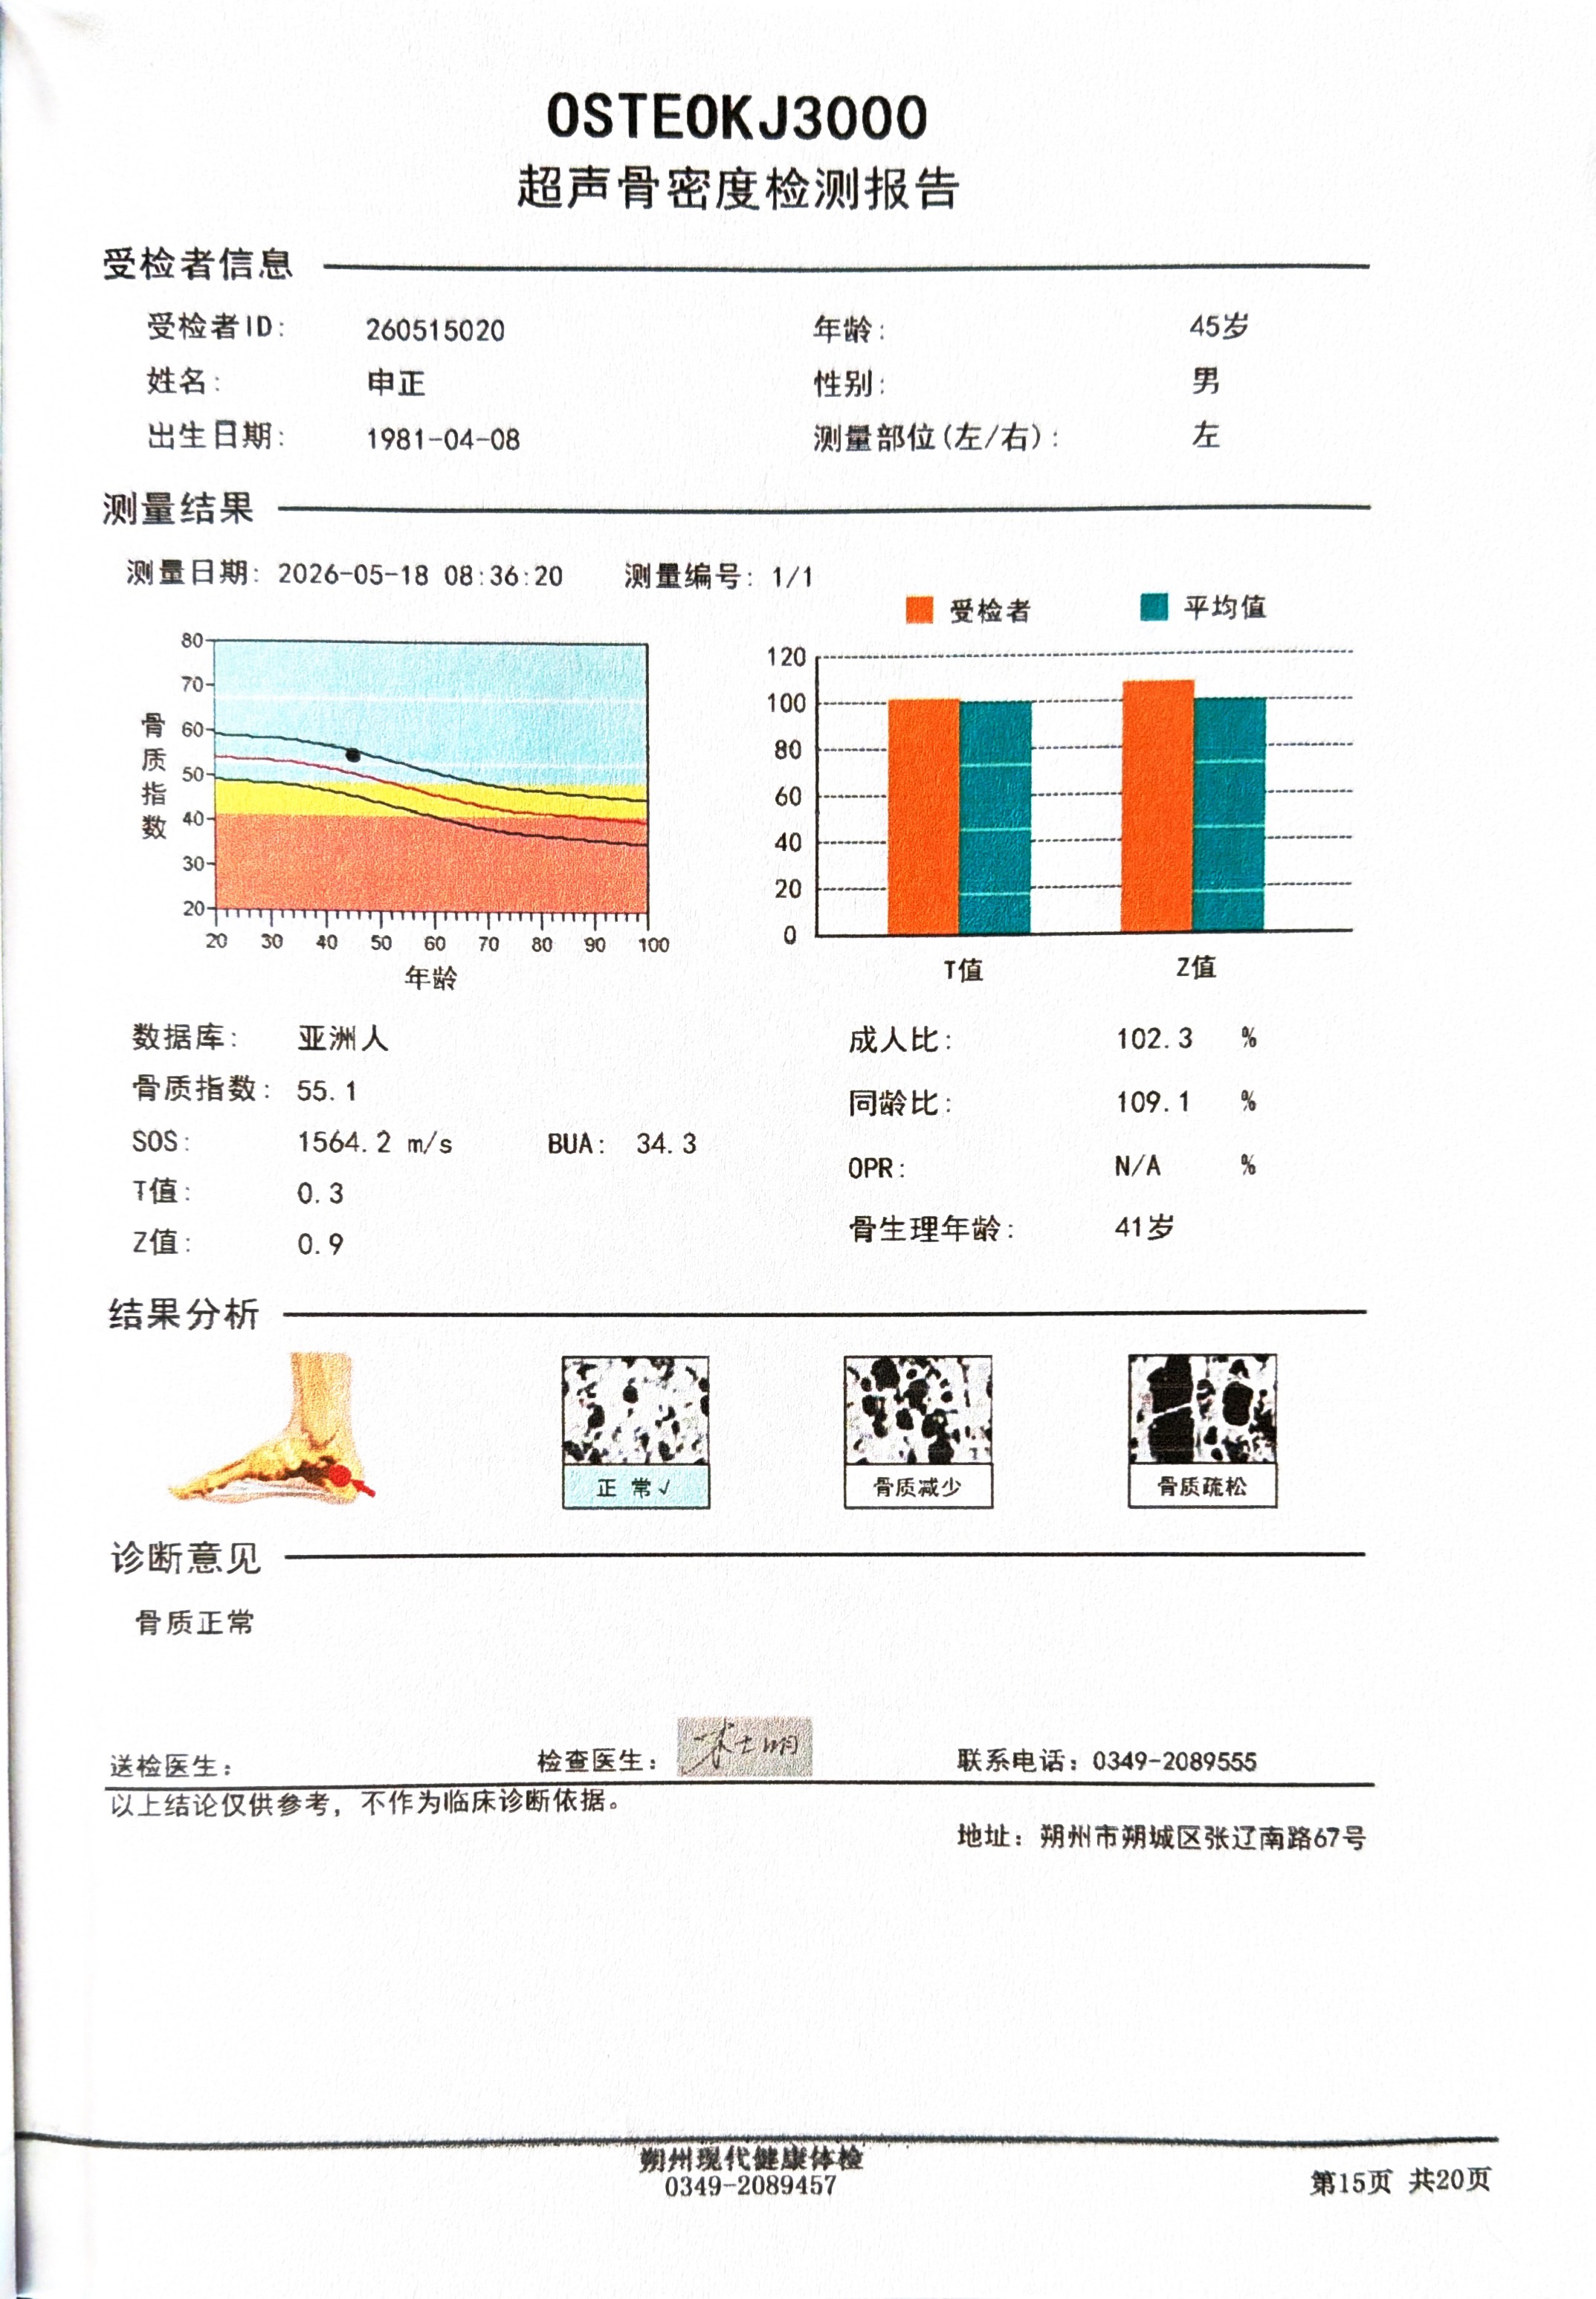 OSTEOKJ3000
超声骨密度检测报告
受检者信息
受检者ID: 260515020 年龄: 45岁
姓名: 申正 性别: 男
出生日期: 1981-04-08 测量部位(左/右): 左
测量结果
测量日期: 2026-05-18 08:36:20 测量编号: 1/1
受检者 平均值
骨质指数
80
70
60
50
40
30
20
20 30 40 50 60 70 80 90 100
年龄
120
100
80
60
40
20
0
T值 Z值
数据库: 亚洲人 成人比: 102.3 %
骨质指数: 55.1 同龄比: 109.1 %
SOS: 1564.2 m/s BUA: 34.3 OPR: N/A %
T值: 0.3 骨生理年龄: 41岁
Z值: 0.9
结果分析
正 常√ 骨质减少 骨质疏松
诊断意见
骨质正常
送检医生: 检查医生: 联系电话: 0349-2089555
以上结论仅供参考, 不作为临床诊断依据。
地址: 朔州市朔城区张辽南路67号
朔州现代健康体检
0349-2089457
第15页 共20页